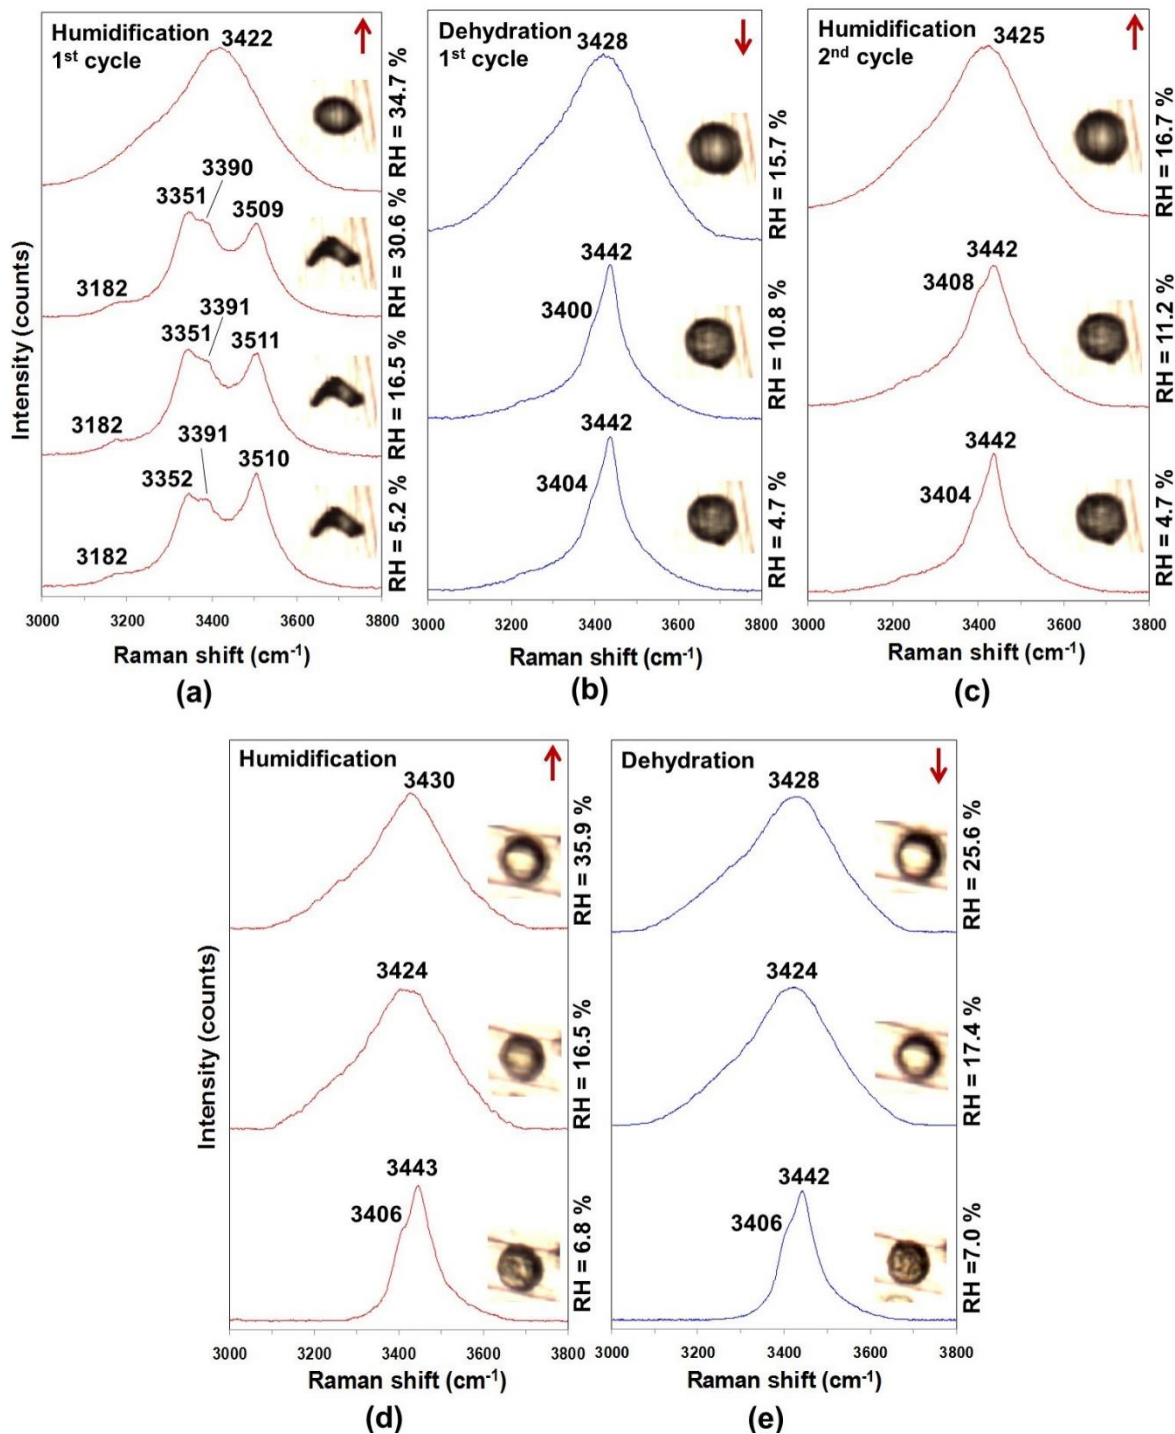 Humidification
1st cycle
3422
RH = 34.7 %
3390
3351
3509
3182
RH = 30.6 %
3391
3351
3511
3182
RH = 16.5 %
3391
3352
3510
3182
RH = 5.2 %
Intensity (counts)
3000 3200 3400 3600 3800
Raman shift (cm-1)
(a)
Dehydration
1st cycle
3428
RH = 15.7 %
3442
3400
RH = 10.8 %
3442
3404
RH = 4.7 %
3000 3200 3400 3600 3800
Raman shift (cm-1)
(b)
Humidification
2nd cycle
3425
RH = 16.7 %
3442
3408
RH = 11.2 %
3442
3404
RH = 4.7 %
3000 3200 3400 3600 3800
Raman shift (cm-1)
(c)
Humidification
3430
RH = 35.9 %
3424
RH = 16.5 %
3443
3406
RH = 6.8 %
Intensity (counts)
3000 3200 3400 3600 3800
Raman shift (cm-1)
(d)
Dehydration
3428
RH = 25.6 %
3424
RH = 17.4 %
3442
3406
RH =7.0 %
3000 3200 3400 3600 3800
Raman shift (cm-1)
(e)